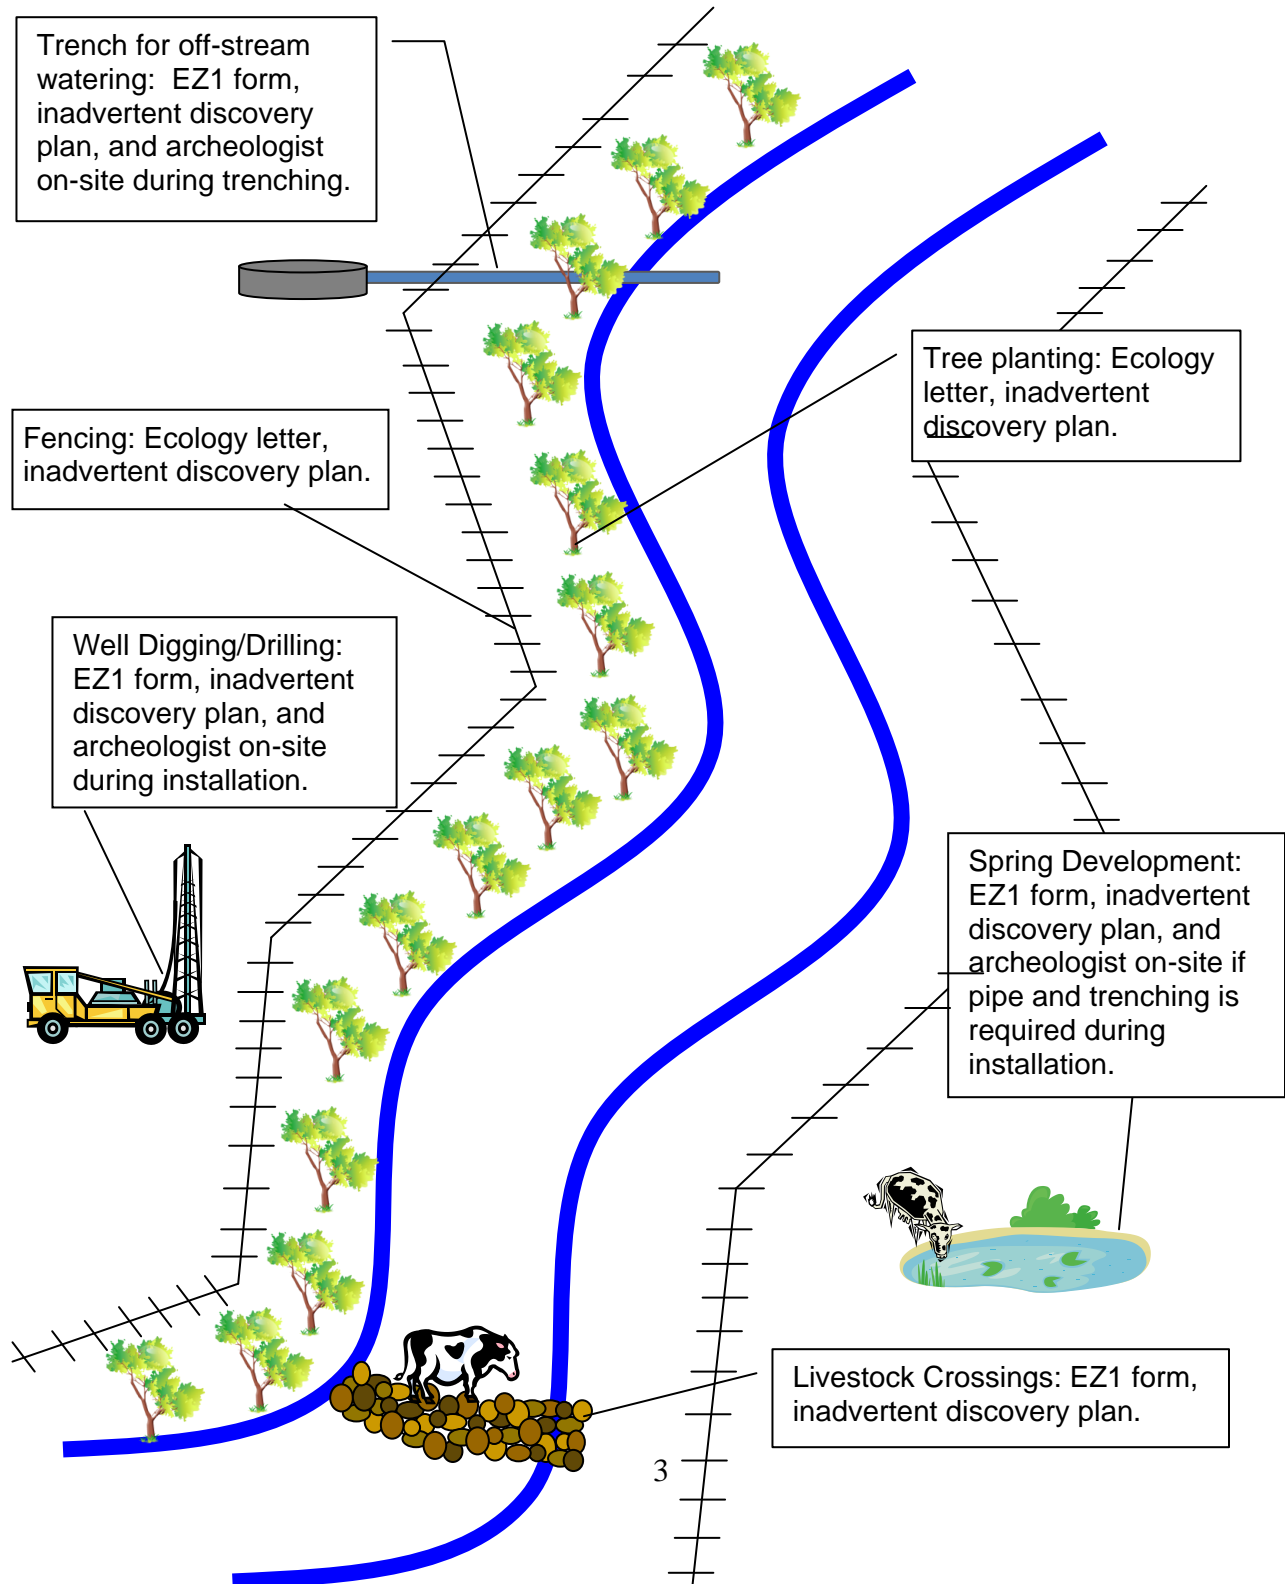 Trench for off-stream
watering:  EZ1 form,
inadvertent discovery
plan, and archeologist
on-site during trenching.
Tree planting: Ecology
letter, inadvertent
discovery plan.
Fencing: Ecology letter,
inadvertent discovery plan.
Well Digging/Drilling:
EZ1 form, inadvertent
discovery plan, and
archeologist on-site
during installation.
Spring Development:
EZ1 form, inadvertent
discovery plan, and
archeologist on-site if
pipe and trenching is
required during
installation.
Livestock Crossings: EZ1 form,
inadvertent discovery plan.
3